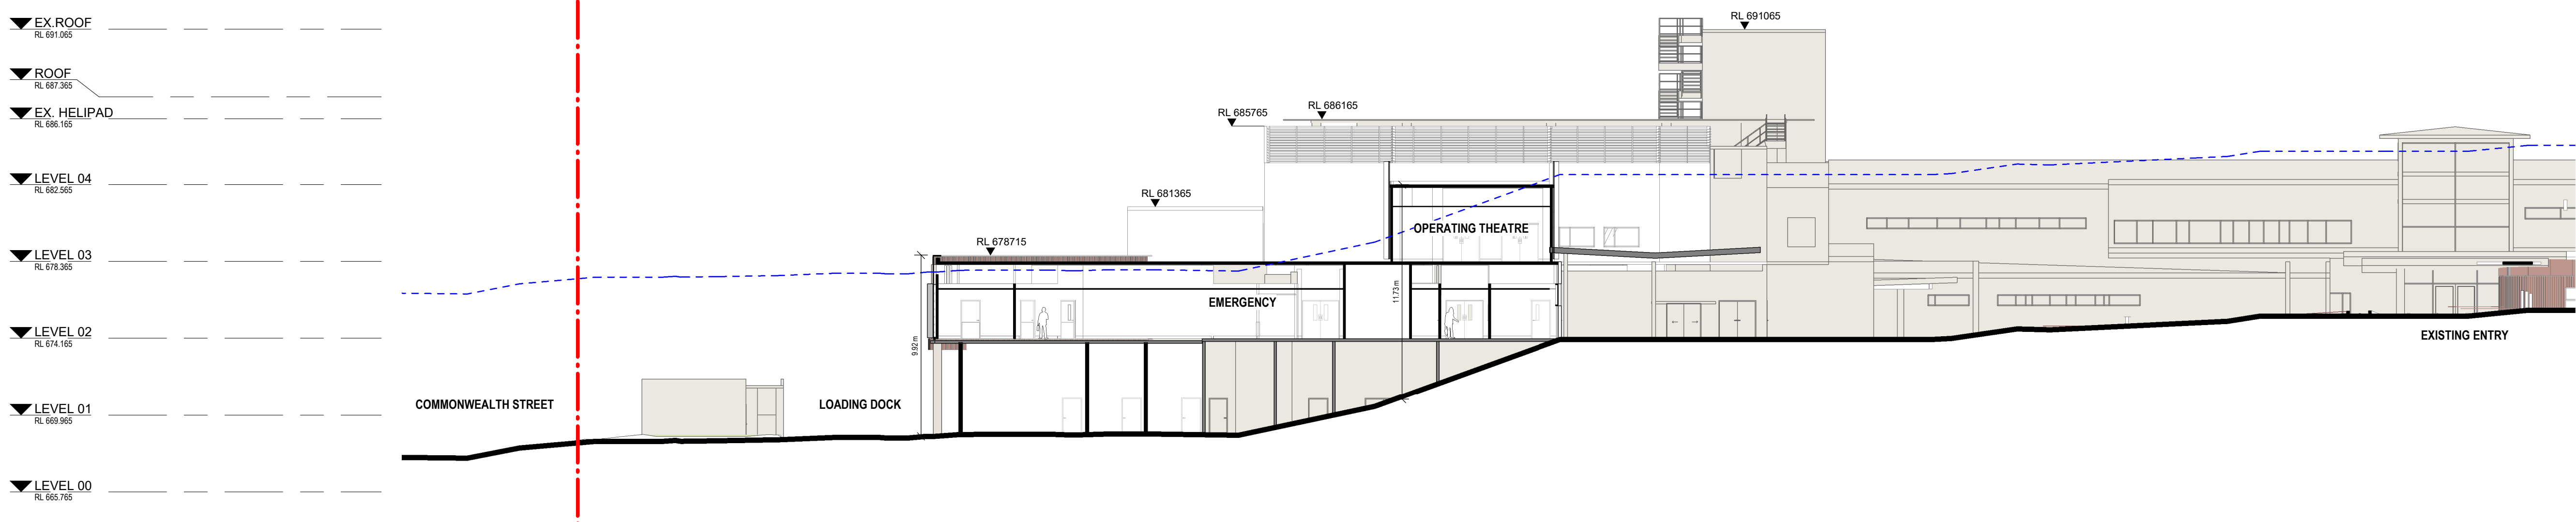 EX.ROOF
RL 691.065
ROOF
RL 687.365
EX. HELIPAD
RL 686.165
LEVEL 04
RL 682.565
LEVEL 03
RL 678.365
LEVEL 02
RL 674.165
LEVEL 01
RL 669.965
LEVEL 00
RL 665.765
COMMONWEALTH STREET
LOADING DOCK
9.92 m
RL 678715
RL 681365
RL 685765
RL 686165
RL 691065
OPERATING THEATRE
EMERGENCY
11.73 m
EXISTING ENTRY